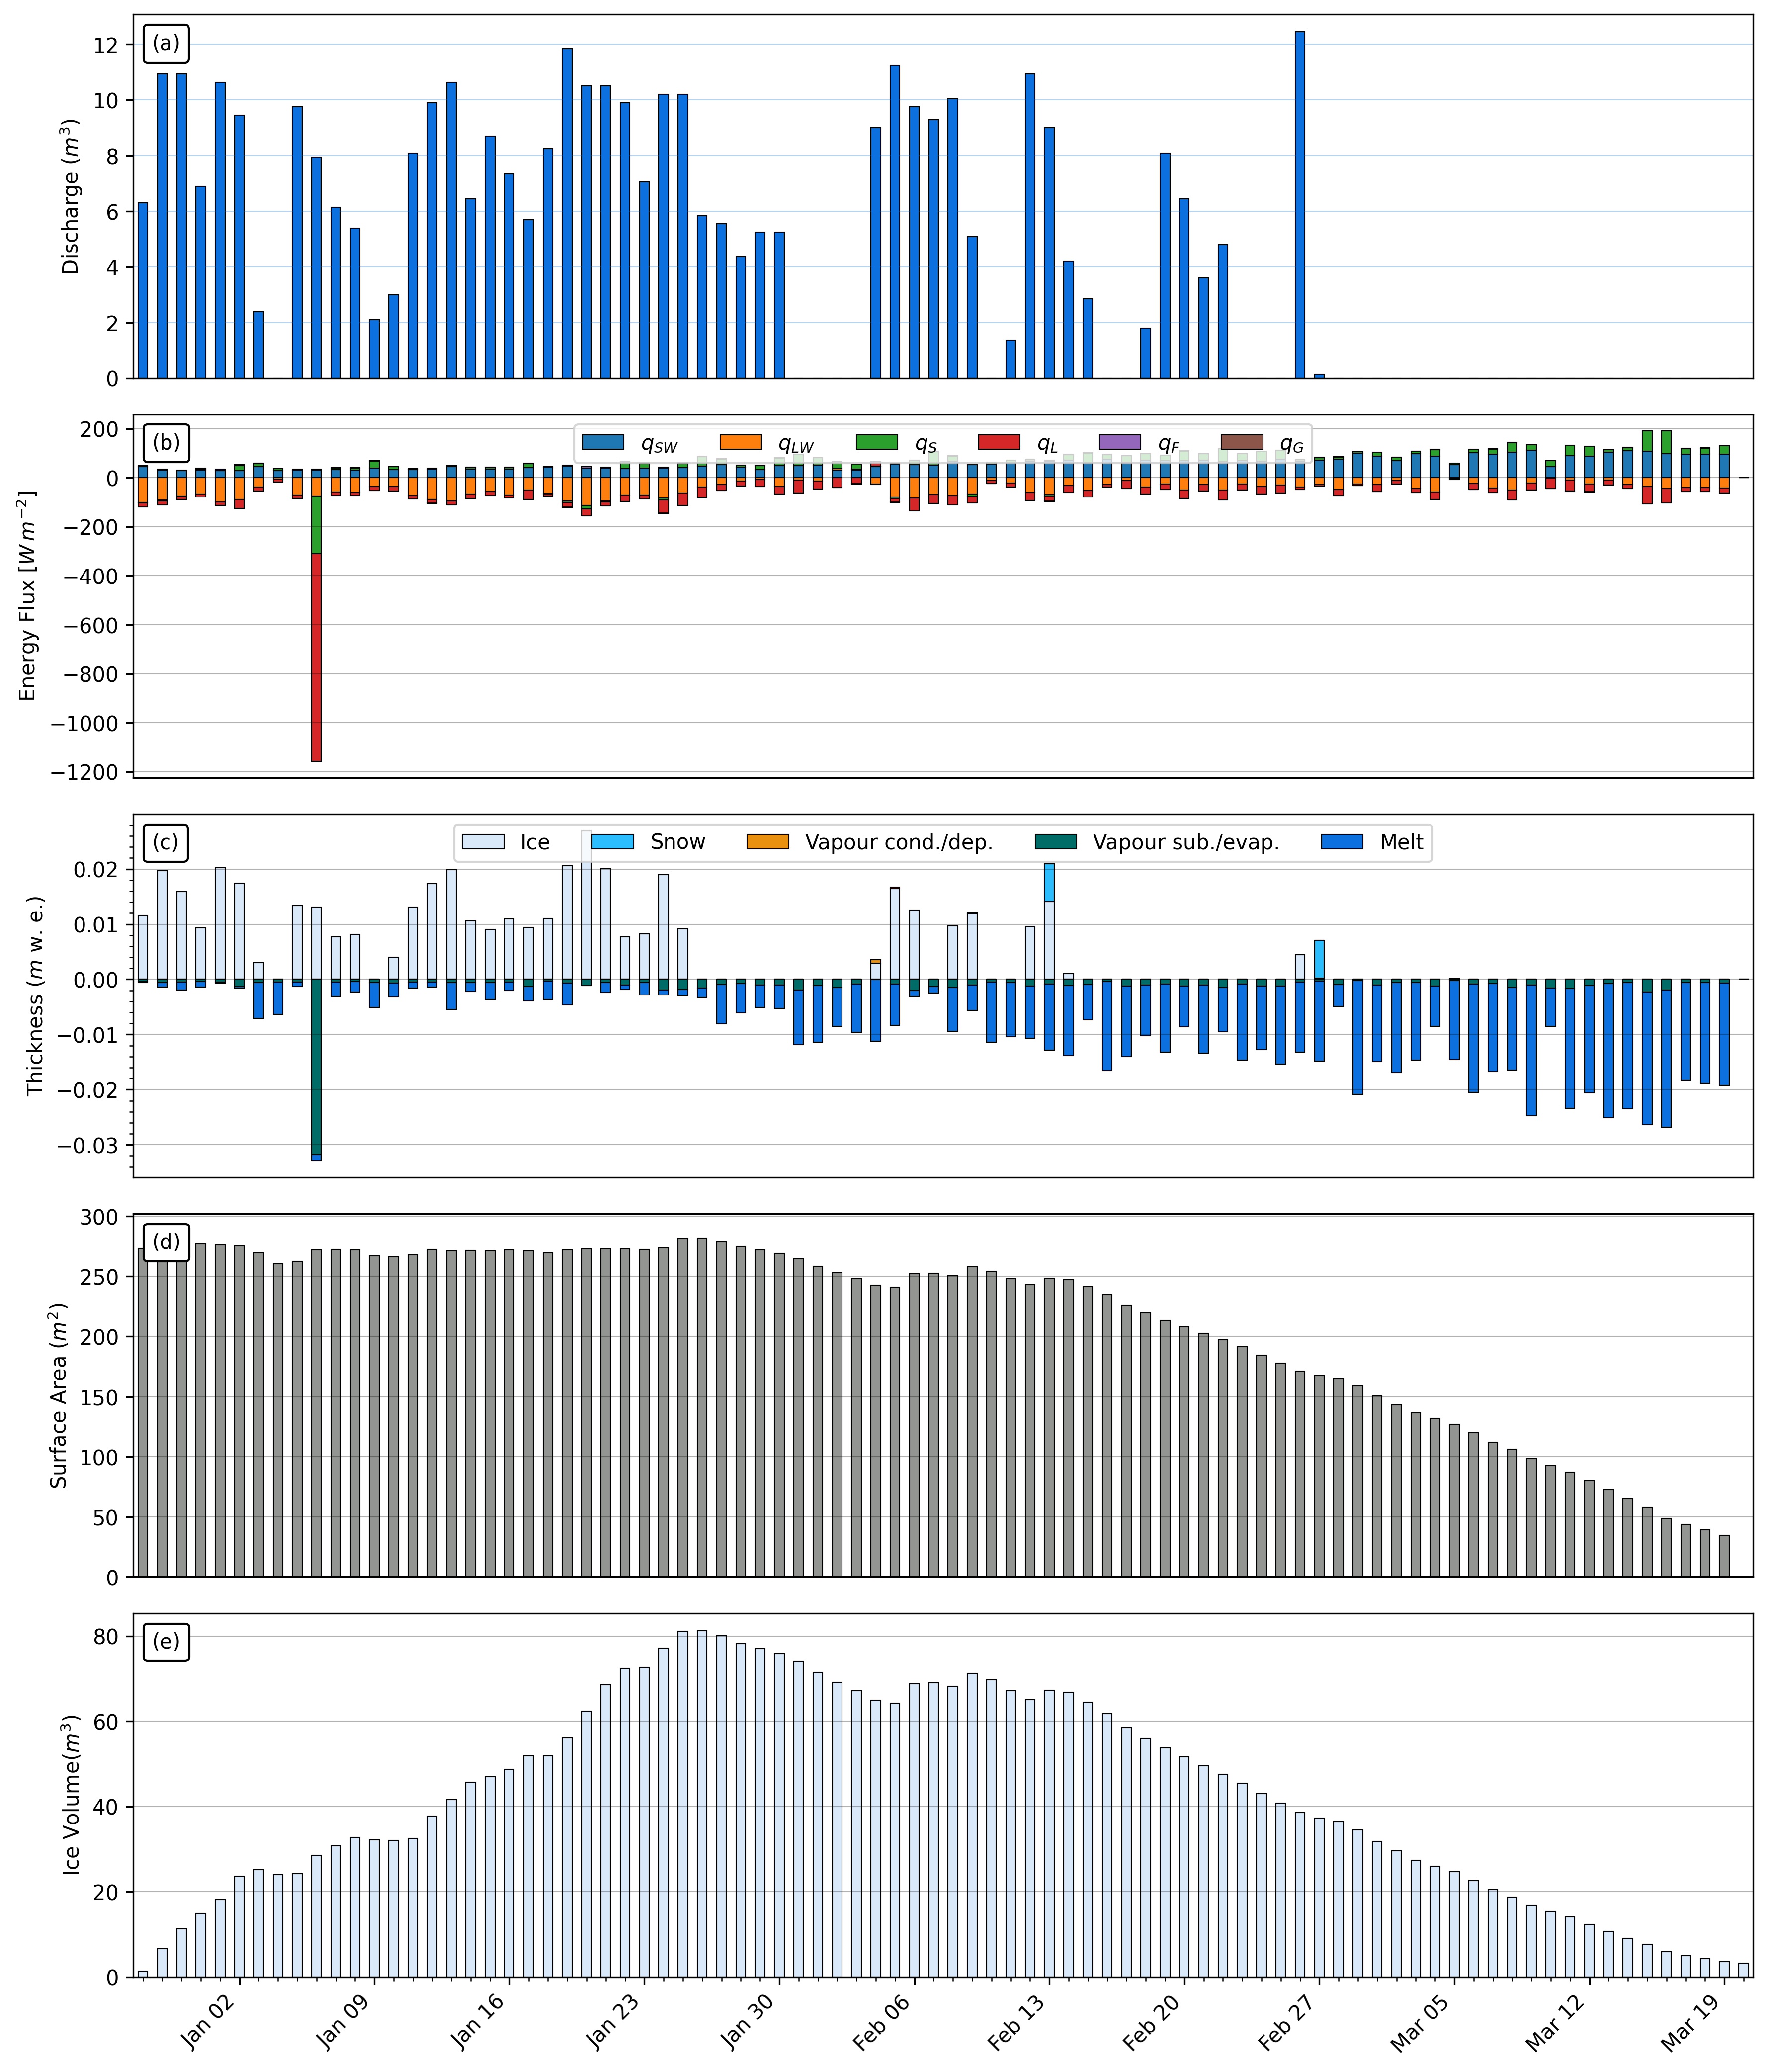 (a)
Discharge (m³)
12
10
8
6
4
2
0
(b)
q_SW q_LW q_S q_L q_F q_G
Energy Flux [W m⁻²]
200
0
−200
−400
−600
−800
−1000
−1200
(c)
Ice Snow Vapour cond./dep. Vapour sub./evap. Melt
Thickness (m w. e.)
0.02
0.01
0.00
−0.01
−0.02
−0.03
(d)
Surface Area (m²)
300
250
200
150
100
50
0
(e)
Ice Volume(m³)
80
60
40
20
0
Jan 02 Jan 09 Jan 16 Jan 23 Jan 30 Feb 06 Feb 13 Feb 20 Feb 27 Mar 05 Mar 12 Mar 19